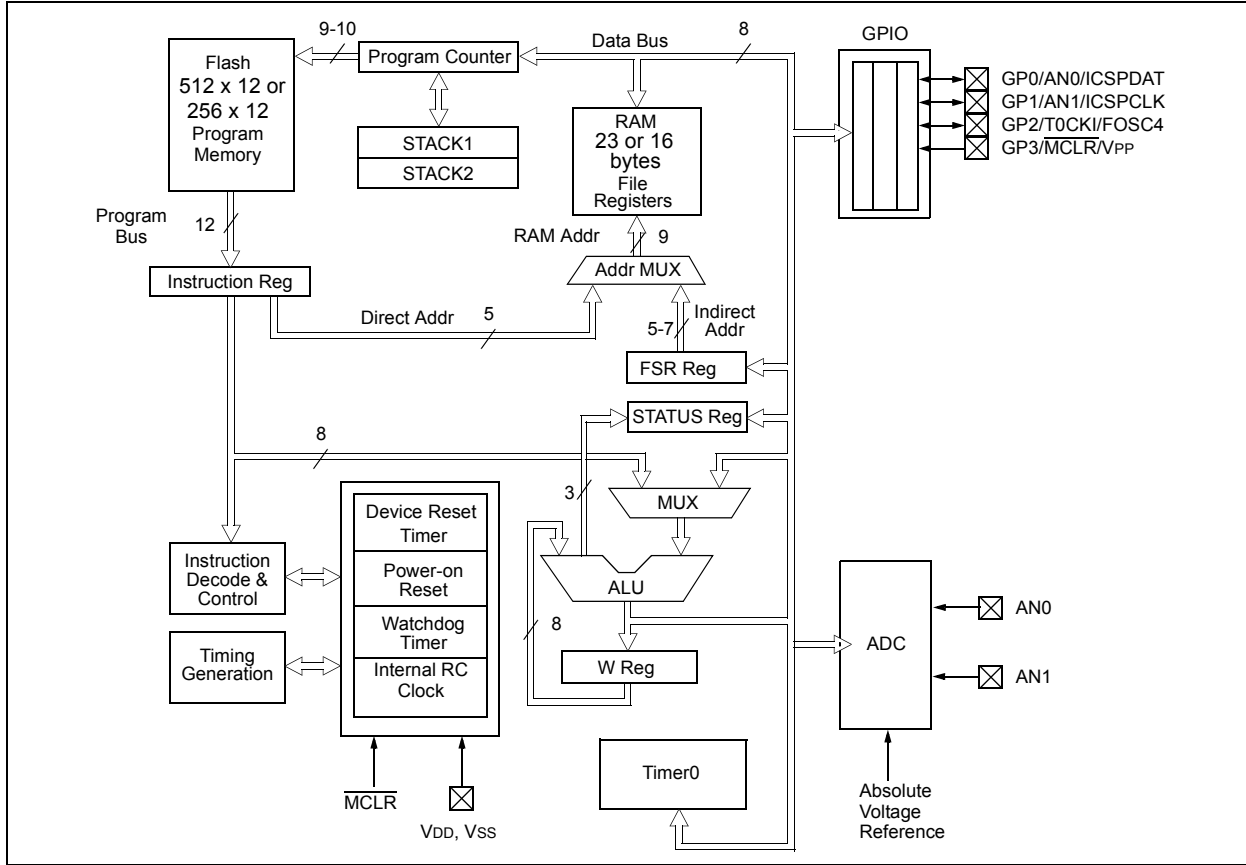 9-10
Data Bus
8
GPIO
Flash
512 x 12 or
256 x 12
Program
Memory
Program Counter
STACK1
STACK2
RAM
23 or 16
bytes
File
Registers
GP0/AN0/ICSPDAT
GP1/AN1/ICSPCLK
GP2/T0CKI/FOSC4
GP3/MCLR/VPP
Program
Bus
12
RAM Addr
9
Instruction Reg
Addr MUX
Direct Addr
5
5-7
Indirect
Addr
FSR Reg
STATUS Reg
8
3
MUX
Device Reset
Timer
Power-on
Reset
Watchdog
Timer
Internal RC
Clock
Instruction
Decode &
Control
Timing
Generation
ALU
8
W Reg
ADC
AN0
AN1
Timer0
MCLR
VDD, VSS
Absolute
Voltage
Reference